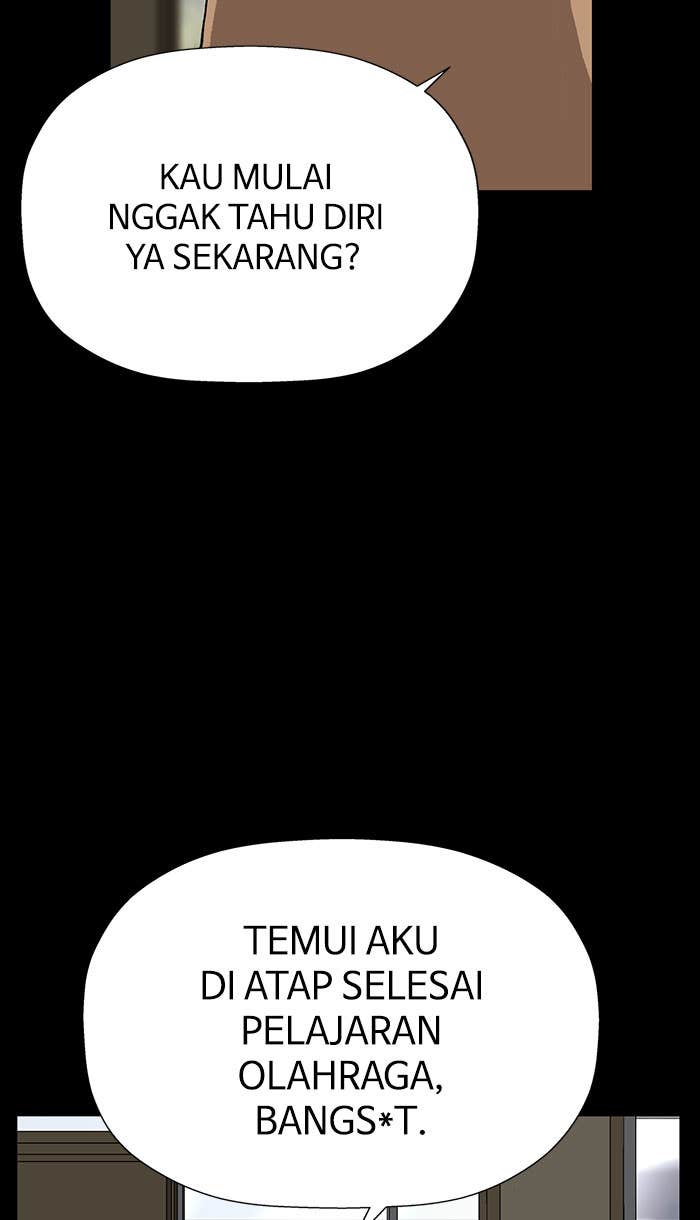 KAU MULAI
NGGAK TAHU DIRI
YA SEKARANG?
TEMUI AKU
DI ATAP SELESAI
PELAJARAN
OLAHRAGA,
BANGS*T.